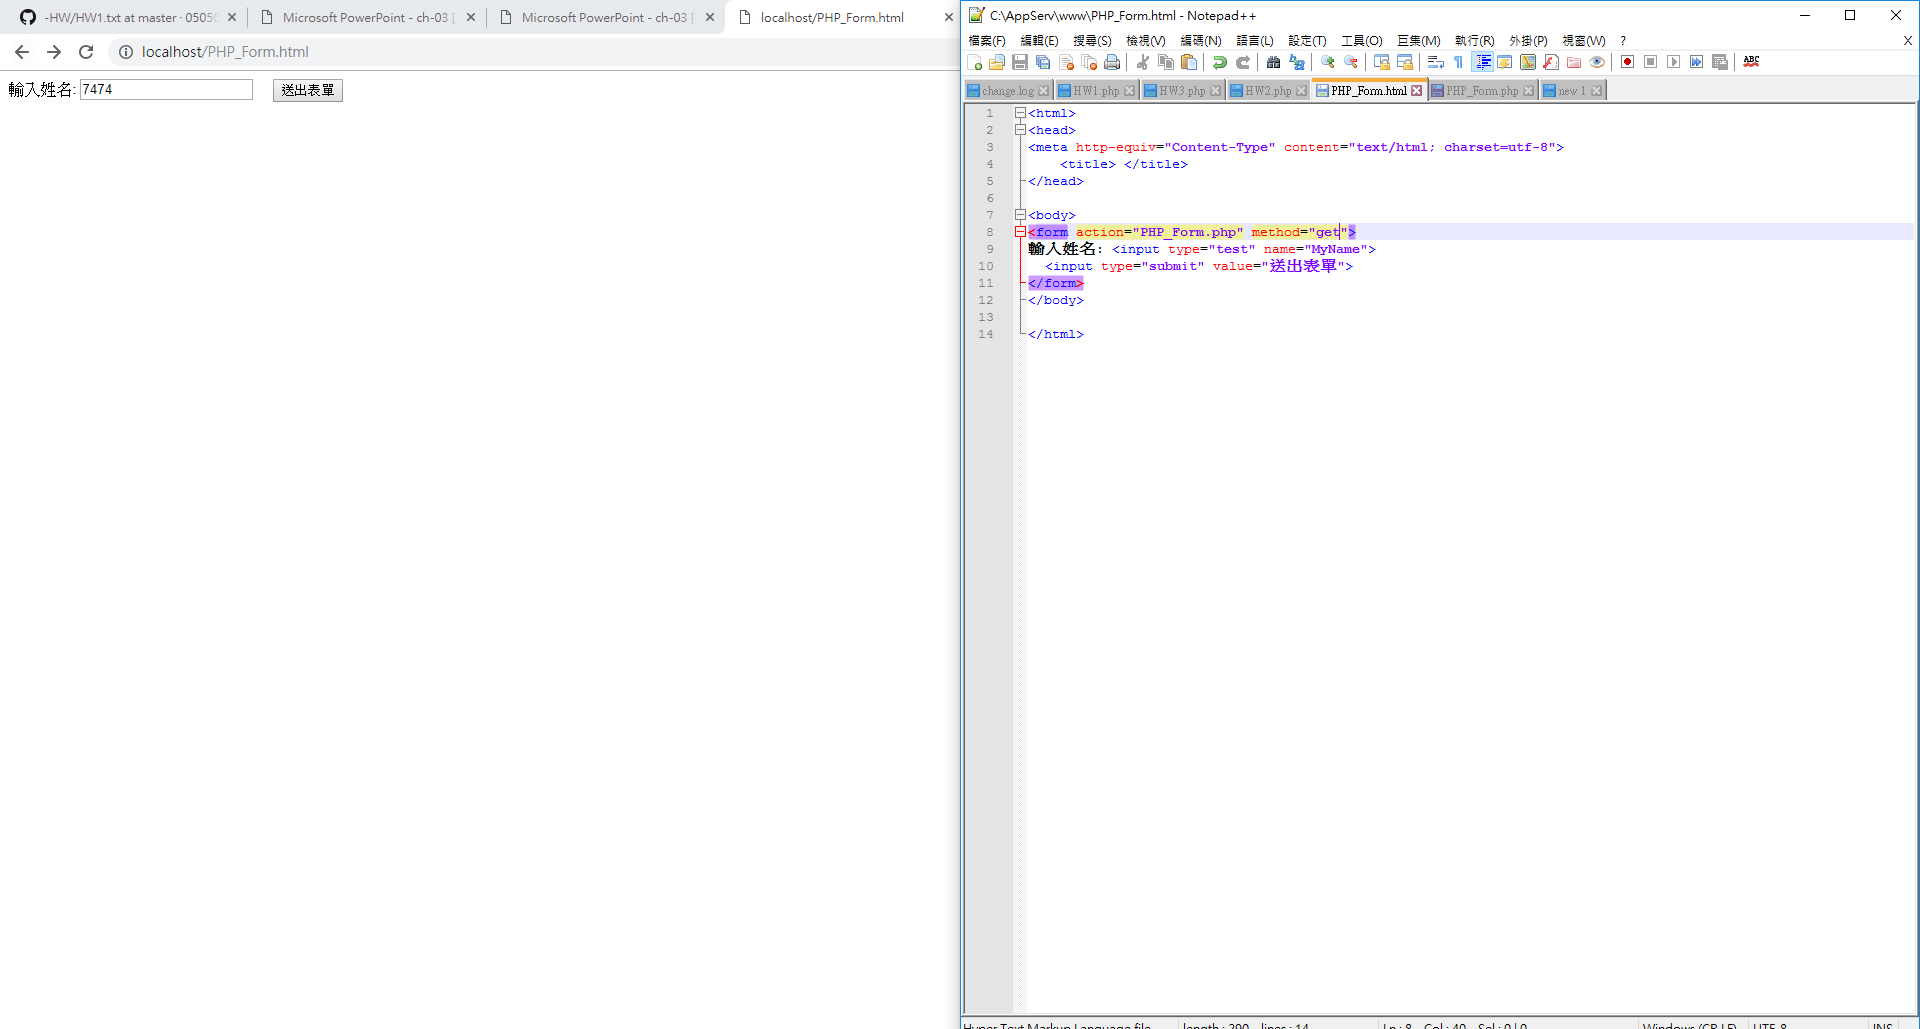 -HW/HW1.txt at master · 0505
Microsoft PowerPoint - ch-03 [
Microsoft PowerPoint - ch-03 [
localhost/PHP_Form.html
localhost/PHP_Form.html
輸入姓名: 7474 送出表單
C:\AppServ\www\PHP_Form.html - Notepad++
檔案(F) 編輯(E) 搜尋(S) 檢視(V) 編碼(N) 語言(L) 設定(T) 工具(O) 巨集(M) 執行(R) 外掛(P) 視窗(W) ? X
ABC
change.log HW1.php HW3.php HW2.php PHP_Form.html PHP_Form.php new 1
1 <html>
2 <head>
3 <meta http-equiv="Content-Type" content="text/html; charset=utf-8">
4 <title> </title>
5 </head>
6
7 <body>
8 <form action="PHP_Form.php" method="get">
9 輸入姓名: <input type="test" name="MyName">
10 <input type="submit" value="送出表單">
11 </form>
12 </body>
13
14 </html>
Hyper Text Markup Language file length : 290 lines : 14 Ln : 8 Col : 40 Sel : 0 | 0 Windows (CR LF) UTF-8 INS